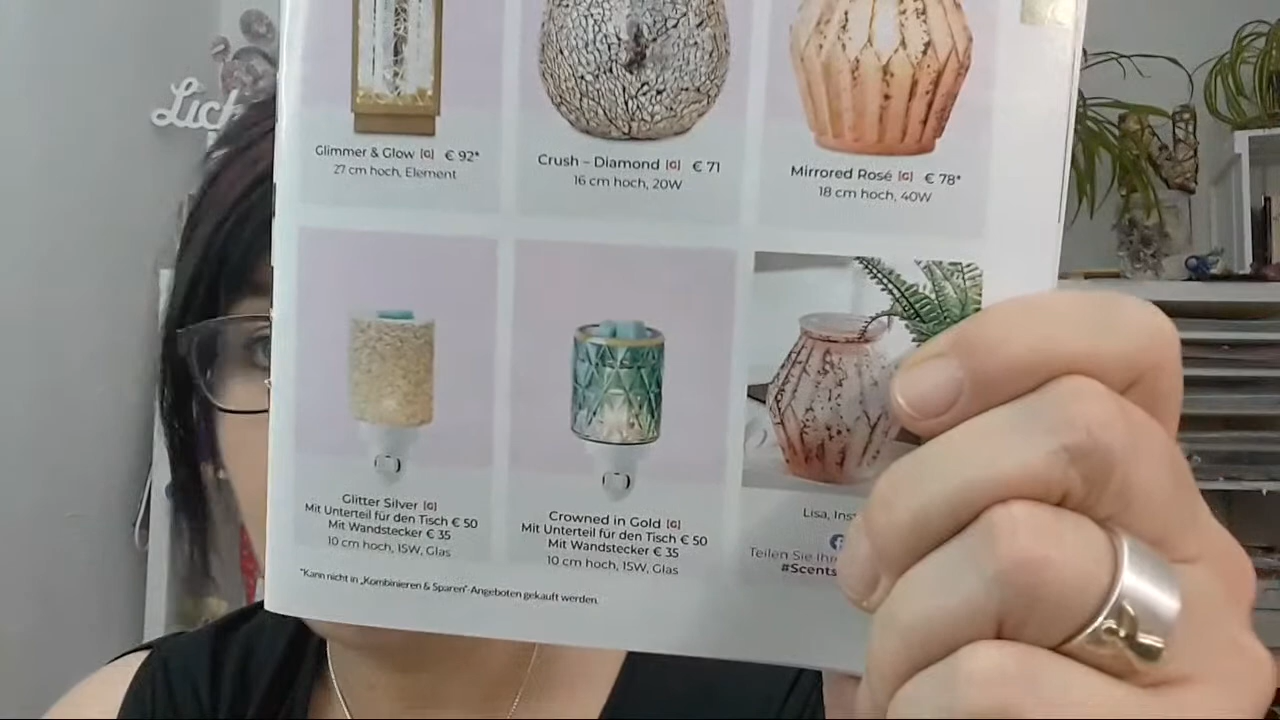 Lich
Glimmer & Glow [G] € 92*
27 cm hoch, Element
Crush – Diamond [G] € 71
16 cm hoch, 20W
Mirrored Rosé [G] € 78*
18 cm hoch, 40W
Glitter Silver [G]
Mit Unterteil für den Tisch € 50
Mit Wandstecker € 35
10 cm hoch, 15W, Glas
Crowned in Gold [G]
Mit Unterteil für den Tisch € 50
Mit Wandstecker € 35
10 cm hoch, 15W, Glas
Lisa, Ins
Teilen Sie Ihr
#Scents
*Kann nicht in „Kombinieren & Sparen"-Angeboten gekauft werden.